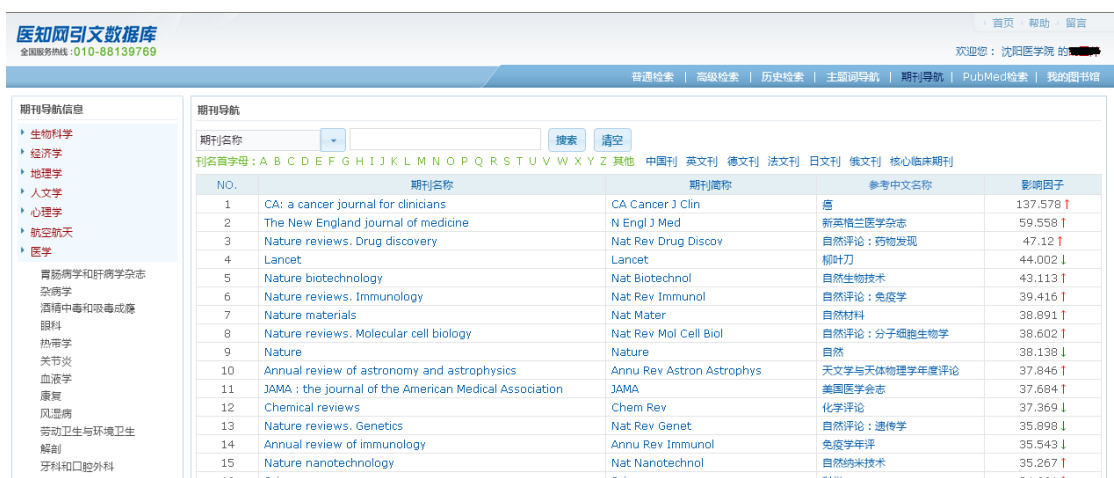 首页 帮助 留言
医知网引文数据库
全国服务热线:010-88139769
欢迎您： 沈阳医学院 的
普通检索 | 高级检索 | 历史检索 | 主题词导航 | 期刊导航 | PubMed检索 | 我的图书馆
期刊导航信息
生物科学
经济学
地理学
人文学
心理学
航空航天
医学
胃肠病学和肝病学杂志
杂病学
酒精中毒和吸毒成瘾
眼科
热带学
关节炎
血液学
康复
风湿病
劳动卫生与环境卫生
解剖
牙科和口腔外科
期刊导航
期刊名称 搜索 清空
刊名首字母：A B C D E F G H I J K L M N O P Q R S T U V W X Y Z 其他 中国刊 英文刊 德文刊 法文刊 日文刊 俄文刊 核心临床期刊
NO. 期刊名称 期刊简称 参考中文名称 影响因子
1 CA: a cancer journal for clinicians CA Cancer J Clin 癌 137.578↑
2 The New England journal of medicine N Engl J Med 新英格兰医学杂志 59.558↑
3 Nature reviews. Drug discovery Nat Rev Drug Discov 自然评论：药物发现 47.12↑
4 Lancet Lancet 柳叶刀 44.002↓
5 Nature biotechnology Nat Biotechnol 自然生物技术 43.113↑
6 Nature reviews. Immunology Nat Rev Immunol 自然评论：免疫学 39.416↑
7 Nature materials Nat Mater 自然材料 38.891↑
8 Nature reviews. Molecular cell biology Nat Rev Mol Cell Biol 自然评论：分子细胞生物学 38.602↑
9 Nature Nature 自然 38.138↓
10 Annual review of astronomy and astrophysics Annu Rev Astron Astrophys 天文学与天体物理学年度评论 37.846↑
11 JAMA : the journal of the American Medical Association JAMA 美国医学会志 37.684↑
12 Chemical reviews Chem Rev 化学评论 37.369↓
13 Nature reviews. Genetics Nat Rev Genet 自然评论：遗传学 35.898↓
14 Annual review of immunology Annu Rev Immunol 免疫学年评 35.543↓
15 Nature nanotechnology Nat Nanotechnol 自然纳米技术 35.267↑